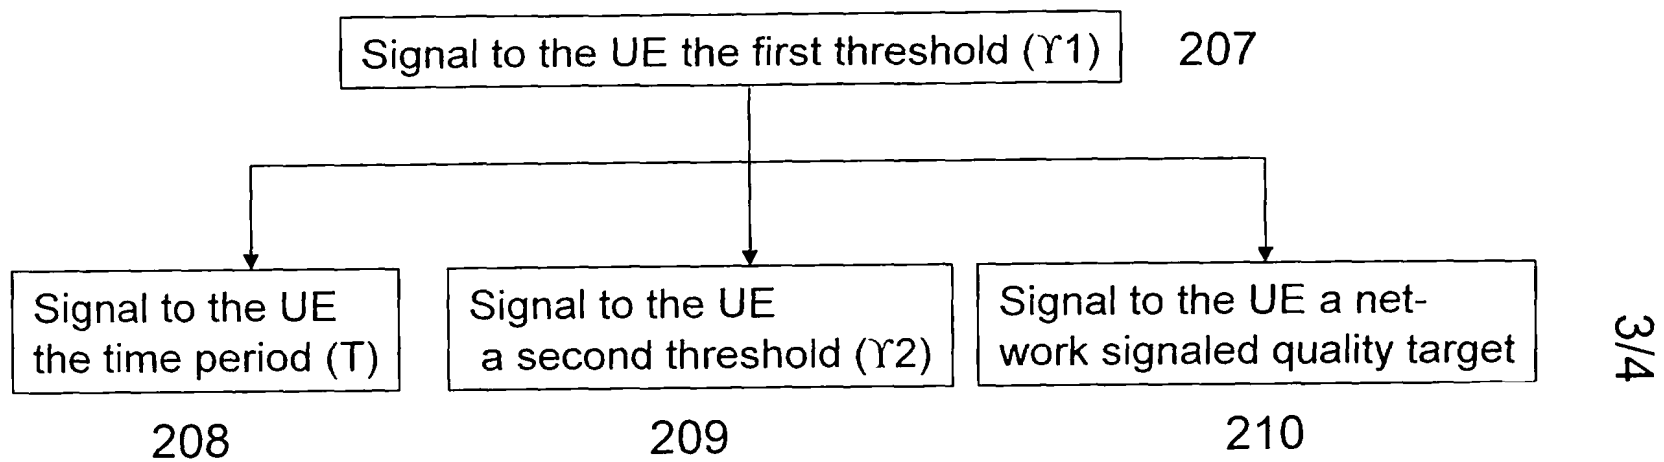 Signal to the UE the first threshold (ϒ1)
207
Signal to the UE
the time period (T)
Signal to the UE
a second threshold (ϒ2)
Signal to the UE a net-
work signaled quality target
208
209
210
3/4